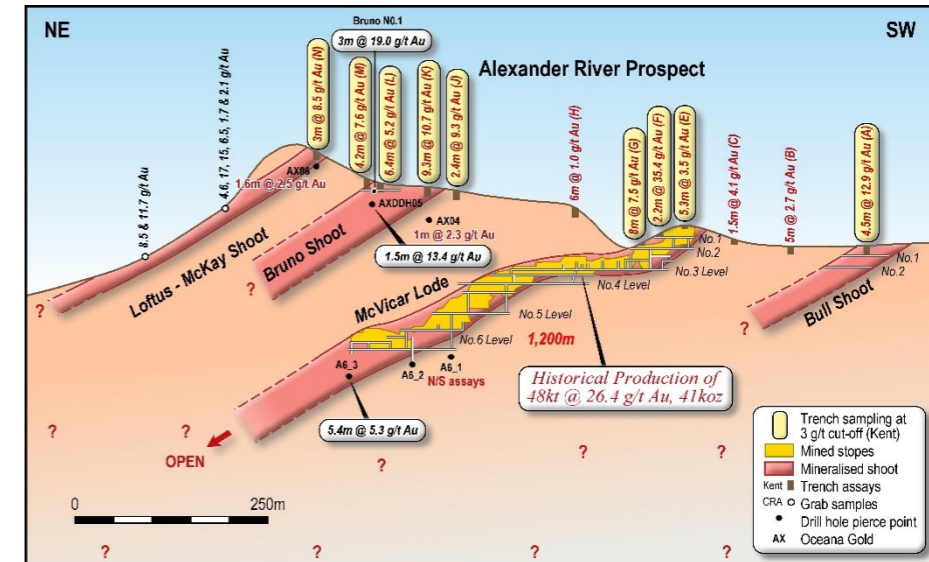 NE
SW
Alexander River Prospect
Bruno N0.1
3m @ 19.0 g/t Au
8.5 & 11.7 g/t Au
4.6, 17, 15, 6.5, 1.7 & 2.1 g/t Au
3m @ 8.5 g/t Au (N)
4.2m @ 7.6 g/t Au (M)
6.4m @ 5.2 g/t Au (L)
9.3m @ 10.7 g/t Au (K)
2.4m @ 9.3 g/t Au (J)
6m @ 1.0 g/t Au (H)
8m @ 7.5 g/t Au (G)
2.2m @ 35.4 g/t Au (F)
5.3m @ 3.5 g/t Au (E)
1.5m @ 4.1 g/t Au (C)
5m @ 2.7 g/t Au (B)
4.5m @ 12.9 g/t Au (A)
AX08
1.6m @ 2.5 g/t Au
AXDDH05
AX04
1m @ 2.3 g/t Au
1.5m @ 13.4 g/t Au
Loftus - McKay Shoot
Bruno Shoot
McVicar Lode
Bull Shoot
No.1
No.2
No.3 Level
No.4 Level
No.5 Level
No.6 Level
No.1
No.2
1,200m
A6_3
A6_2
A6_1
N/S assays
5.4m @ 5.3 g/t Au
Historical Production of
48kt @ 26.4 g/t Au, 41koz
?
?
?
?
?
?
?
?
?
?
?
?
OPEN
0
250m
Trench sampling at
3 g/t cut-off (Kent)
Mined stopes
Mineralised shoot
Kent Trench assays
CRA Grab samples
Drill hole pierce point
AX Oceana Gold